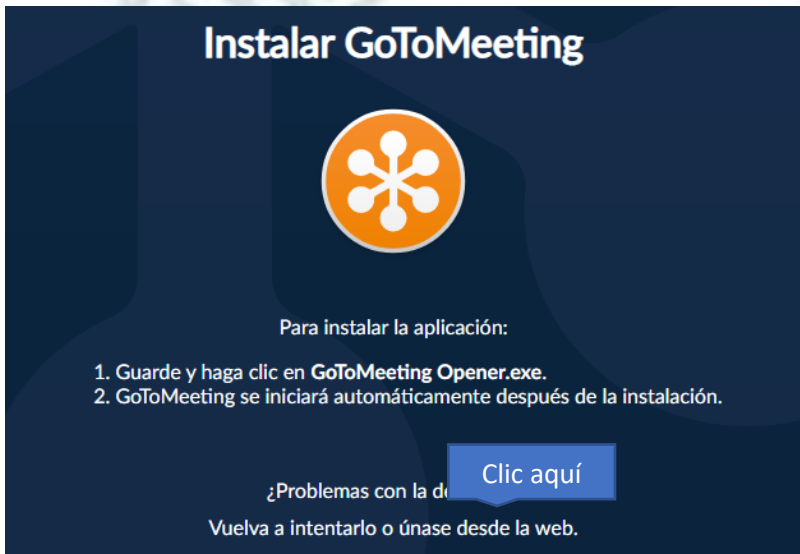 Instalar GoToMeeting
Para instalar la aplicación:
1. Guarde y haga clic en GoToMeeting Opener.exe.
2. GoToMeeting se iniciará automáticamente después de la instalación.
Clic aquí
¿Problemas con la
Vuelva a intentarlo o únase desde la web.